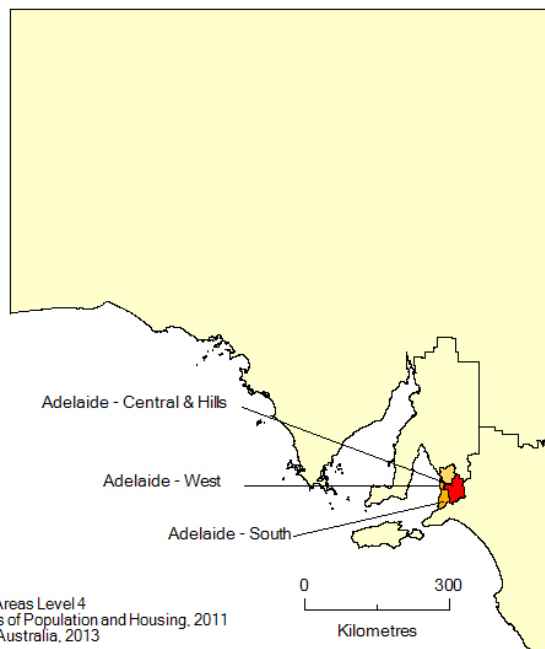 Adelaide - Central & Hills
Adelaide - West
Adelaide - South
0 300
Kilometres
Areas Level 4
s of Population and Housing, 2011
Australia, 2013